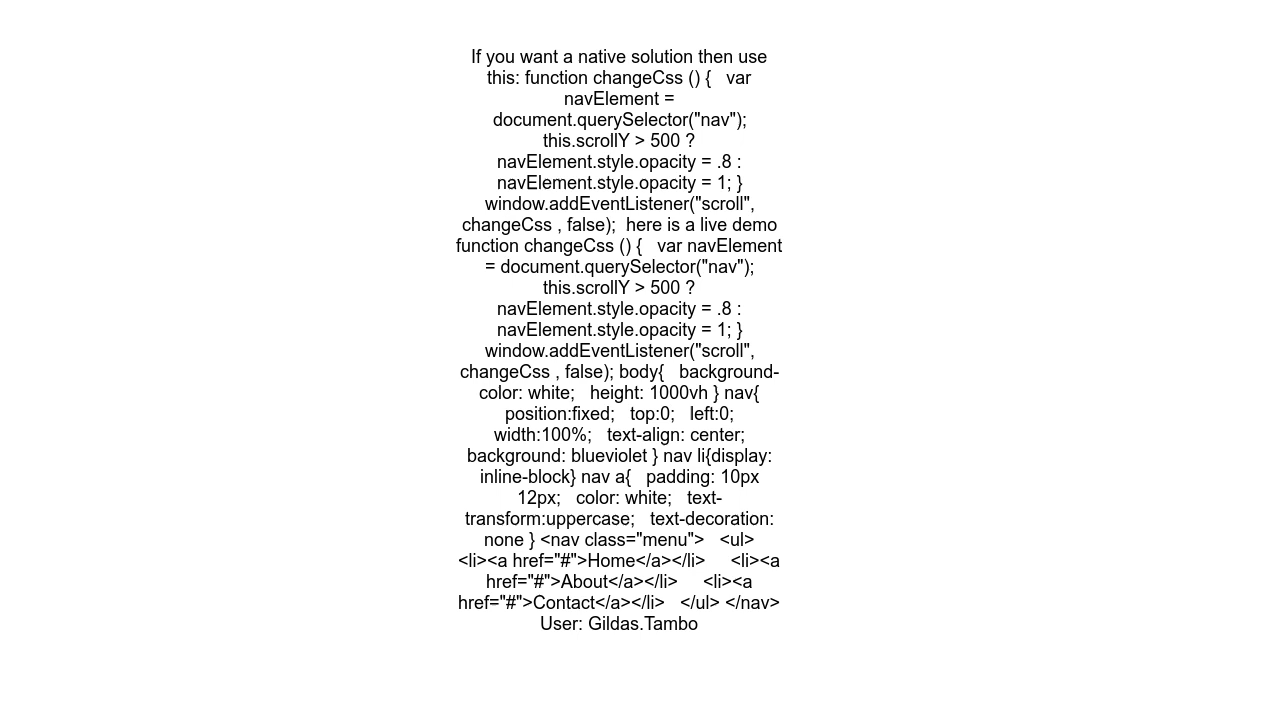 If you want a native solution then use
this: function changeCss () {   var
navElement =
document.querySelector("nav");
this.scrollY > 500 ?
navElement.style.opacity = .8 :
navElement.style.opacity = 1; }
window.addEventListener("scroll",
changeCss , false);  here is a live demo
function changeCss () {   var navElement
= document.querySelector("nav");
this.scrollY > 500 ?
navElement.style.opacity = .8 :
navElement.style.opacity = 1; }
window.addEventListener("scroll",
changeCss , false); body{   background-
color: white;   height: 1000vh } nav{
position:fixed;   top:0;   left:0;
width:100%;   text-align: center;
background: blueviolet } nav li{display:
inline-block} nav a{   padding: 10px
12px;   color: white;   text-
transform:uppercase;   text-decoration:
none } <nav class="menu">   <ul>
<li><a href="#">Home</a></li>     <li><a
href="#">About</a></li>     <li><a
href="#">Contact</a></li>   </ul> </nav>
User: Gildas.Tambo